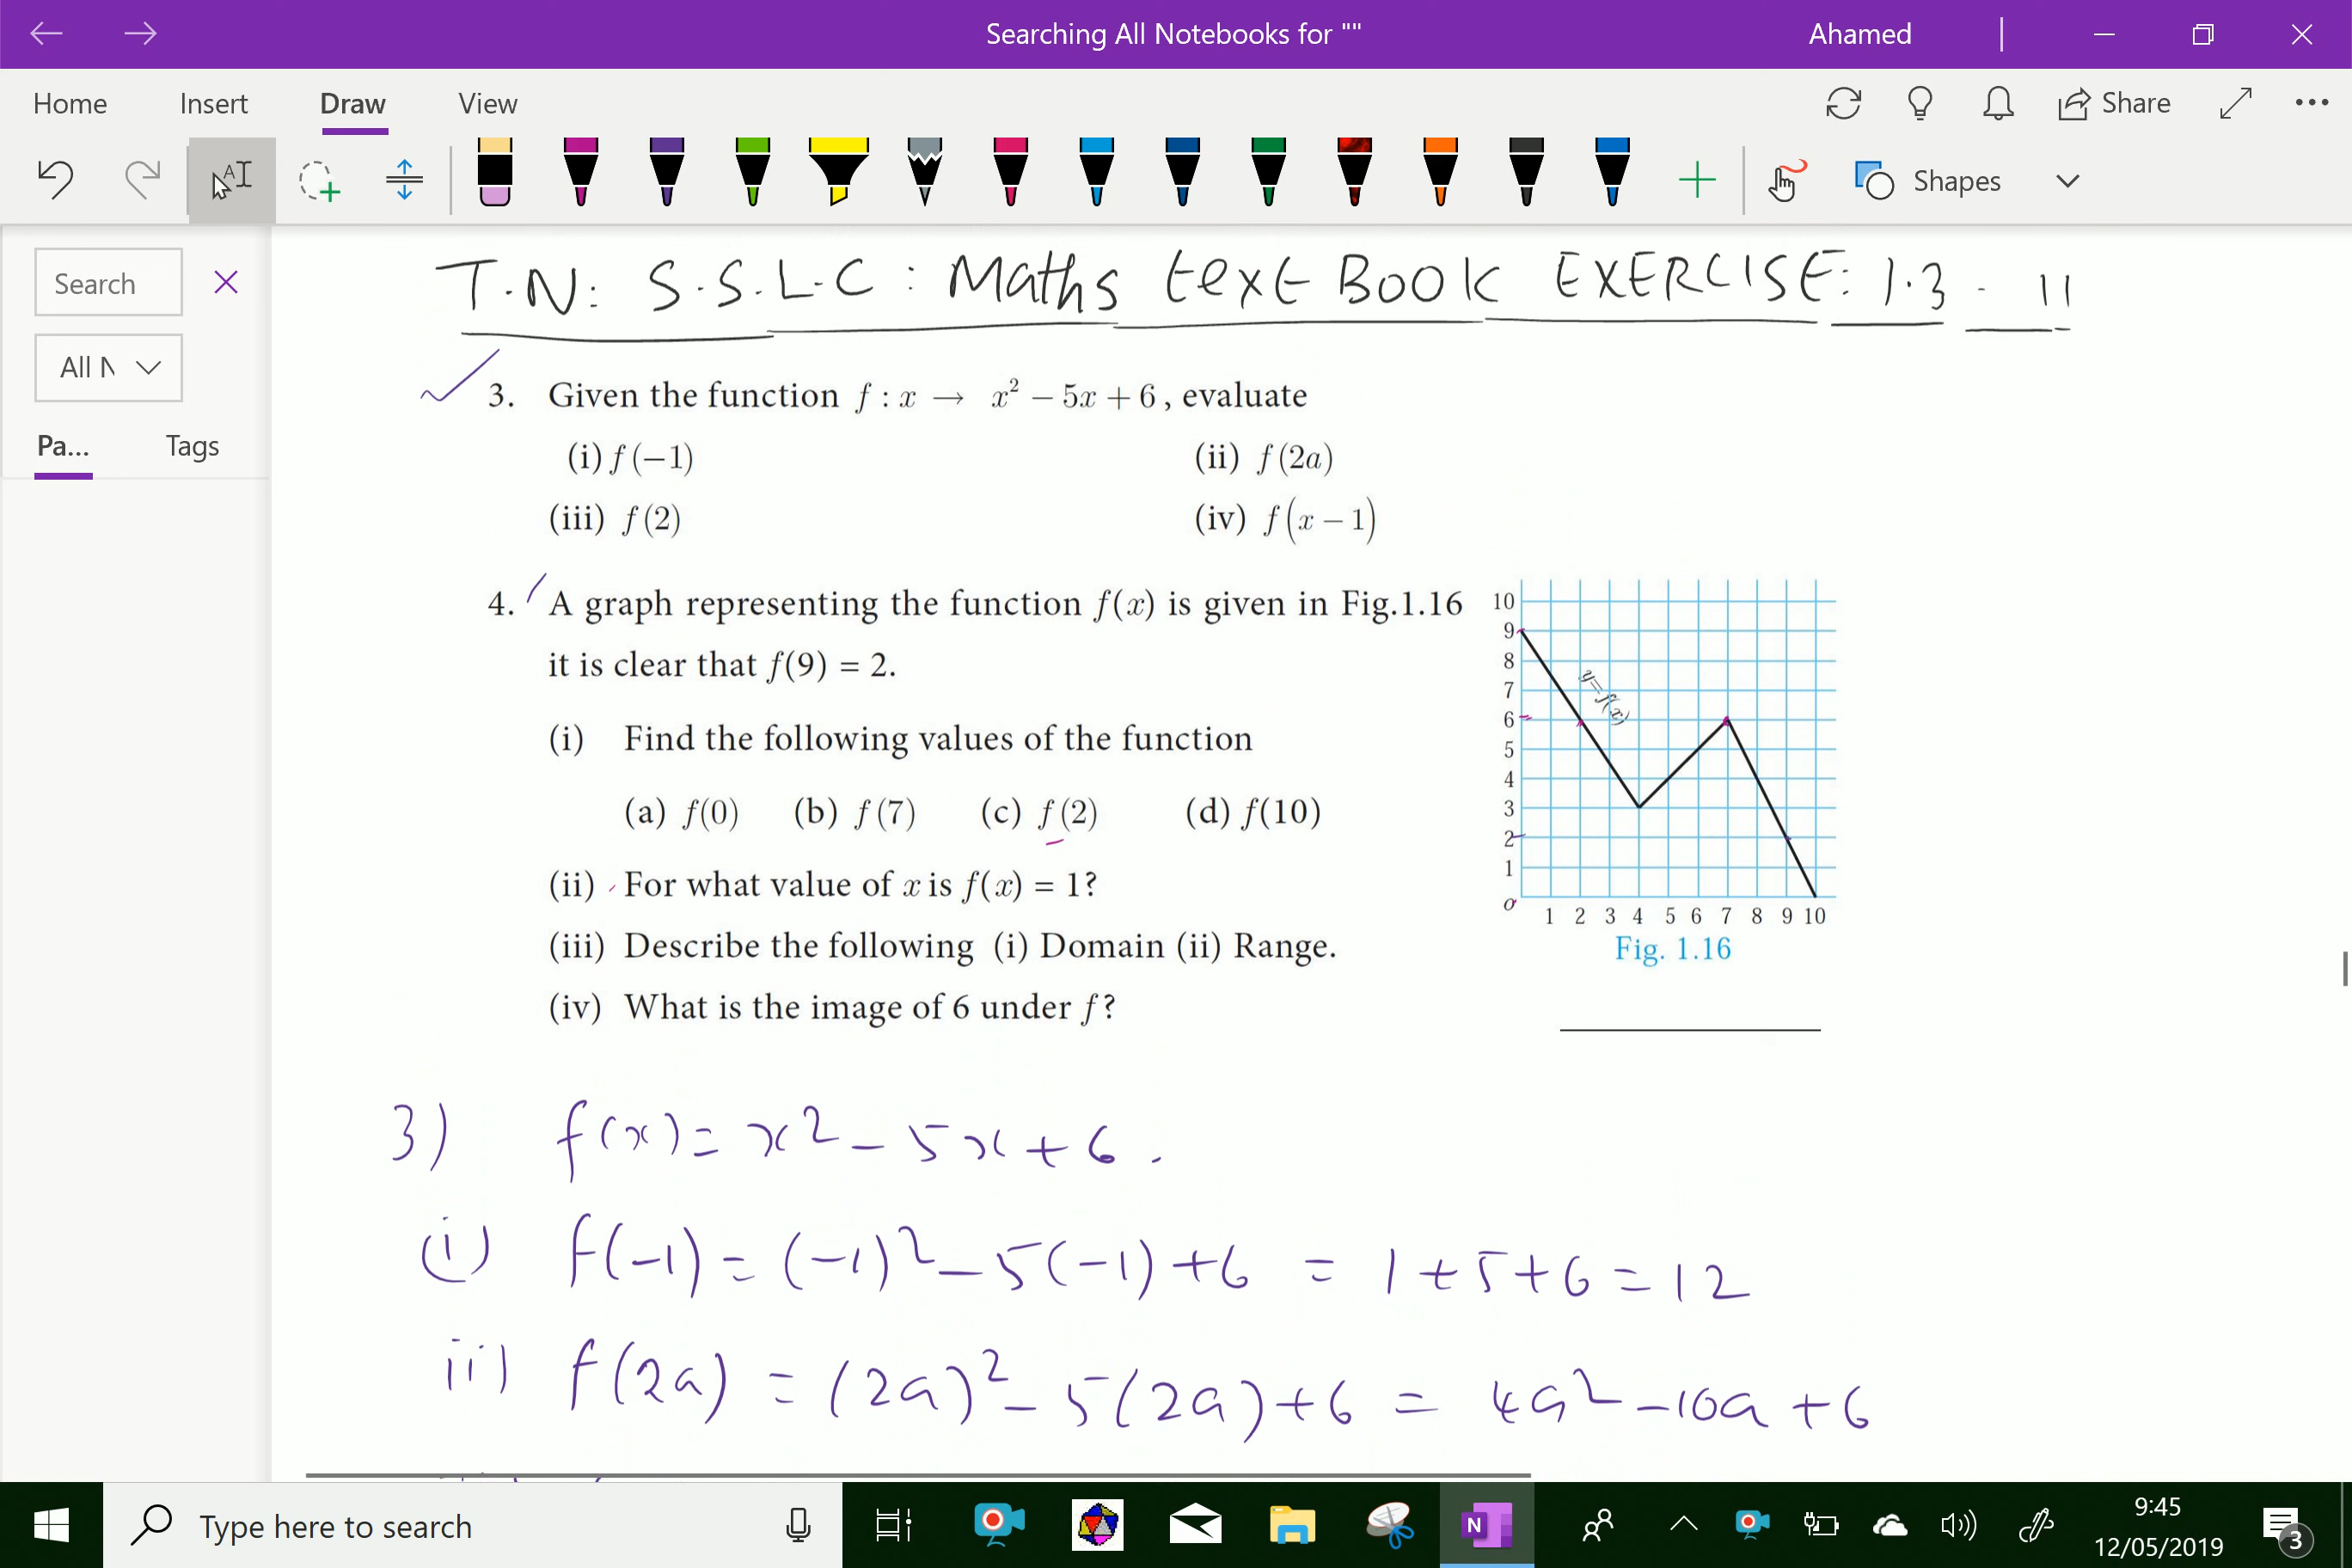 Searching All Notebooks for ""
Ahamed
Home Insert Draw View
Share
Shapes
Search
All N
Pa... Tags
T.N: S.S.L.C : Maths text Book EXERCISE: 1.3 - 11
3. Given the function f : x → x² − 5x + 6, evaluate
(i) f(−1) (ii) f(2a)
(iii) f(2) (iv) f(x − 1)
4. A graph representing the function f(x) is given in Fig.1.16
it is clear that f(9) = 2.
(i) Find the following values of the function
(a) f(0) (b) f(7) (c) f(2) (d) f(10)
(ii) For what value of x is f(x) = 1?
(iii) Describe the following (i) Domain (ii) Range.
(iv) What is the image of 6 under f?
10
9
8
7
6
5
4
3
2
1
0
1 2 3 4 5 6 7 8 9 10
y=f(x)
Fig. 1.16
3) f(x) = x² − 5x + 6.
(i) f(−1) = (−1)² − 5(−1) + 6 = 1 + 5 + 6 = 12
ii) f(2a) = (2a)² − 5(2a) + 6 = 4a² − 10a + 6
Type here to search
N
9:45
12/05/2019
3